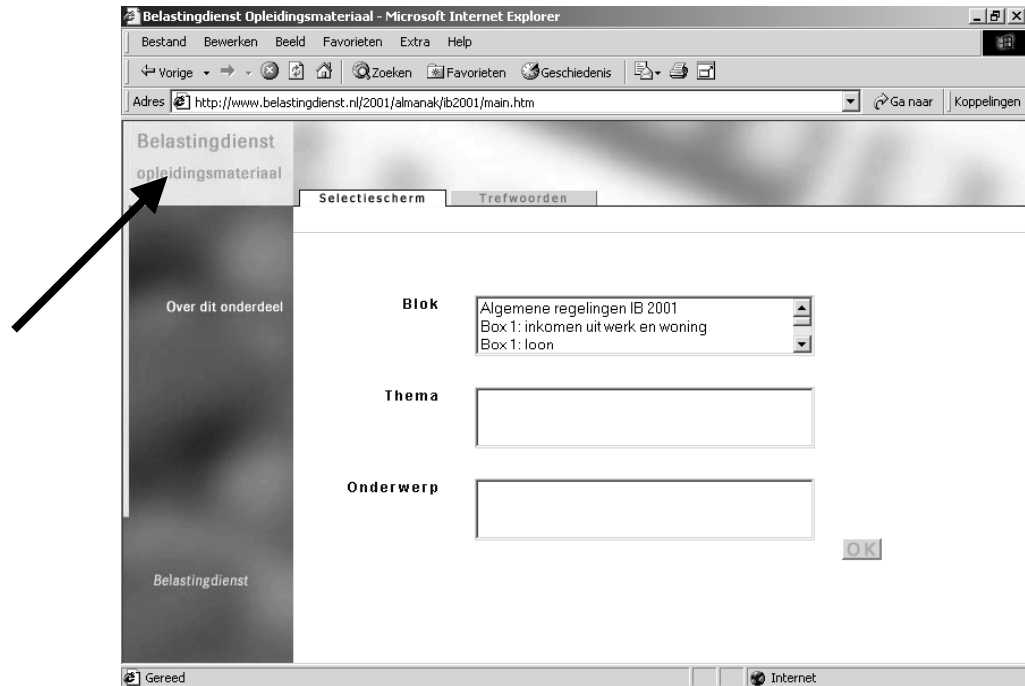 Belastingdienst Opleidingsmateriaal - Microsoft Internet Explorer
Bestand Bewerken Beeld Favorieten Extra Help
Vorige Zoeken Favorieten Geschiedenis
Adres http://www.belastingdienst.nl/2001/almanak/ib2001/main.htm Ga naar Koppelingen
Belastingdienst
opleidingsmateriaal
Selectiescherm Trefwoorden
Over dit onderdeel
Blok
Algemene regelingen IB 2001
Box 1: inkomen uit werk en woning
Box 1: loon
Thema
Onderwerp
OK
Belastingdienst
Gereed Internet